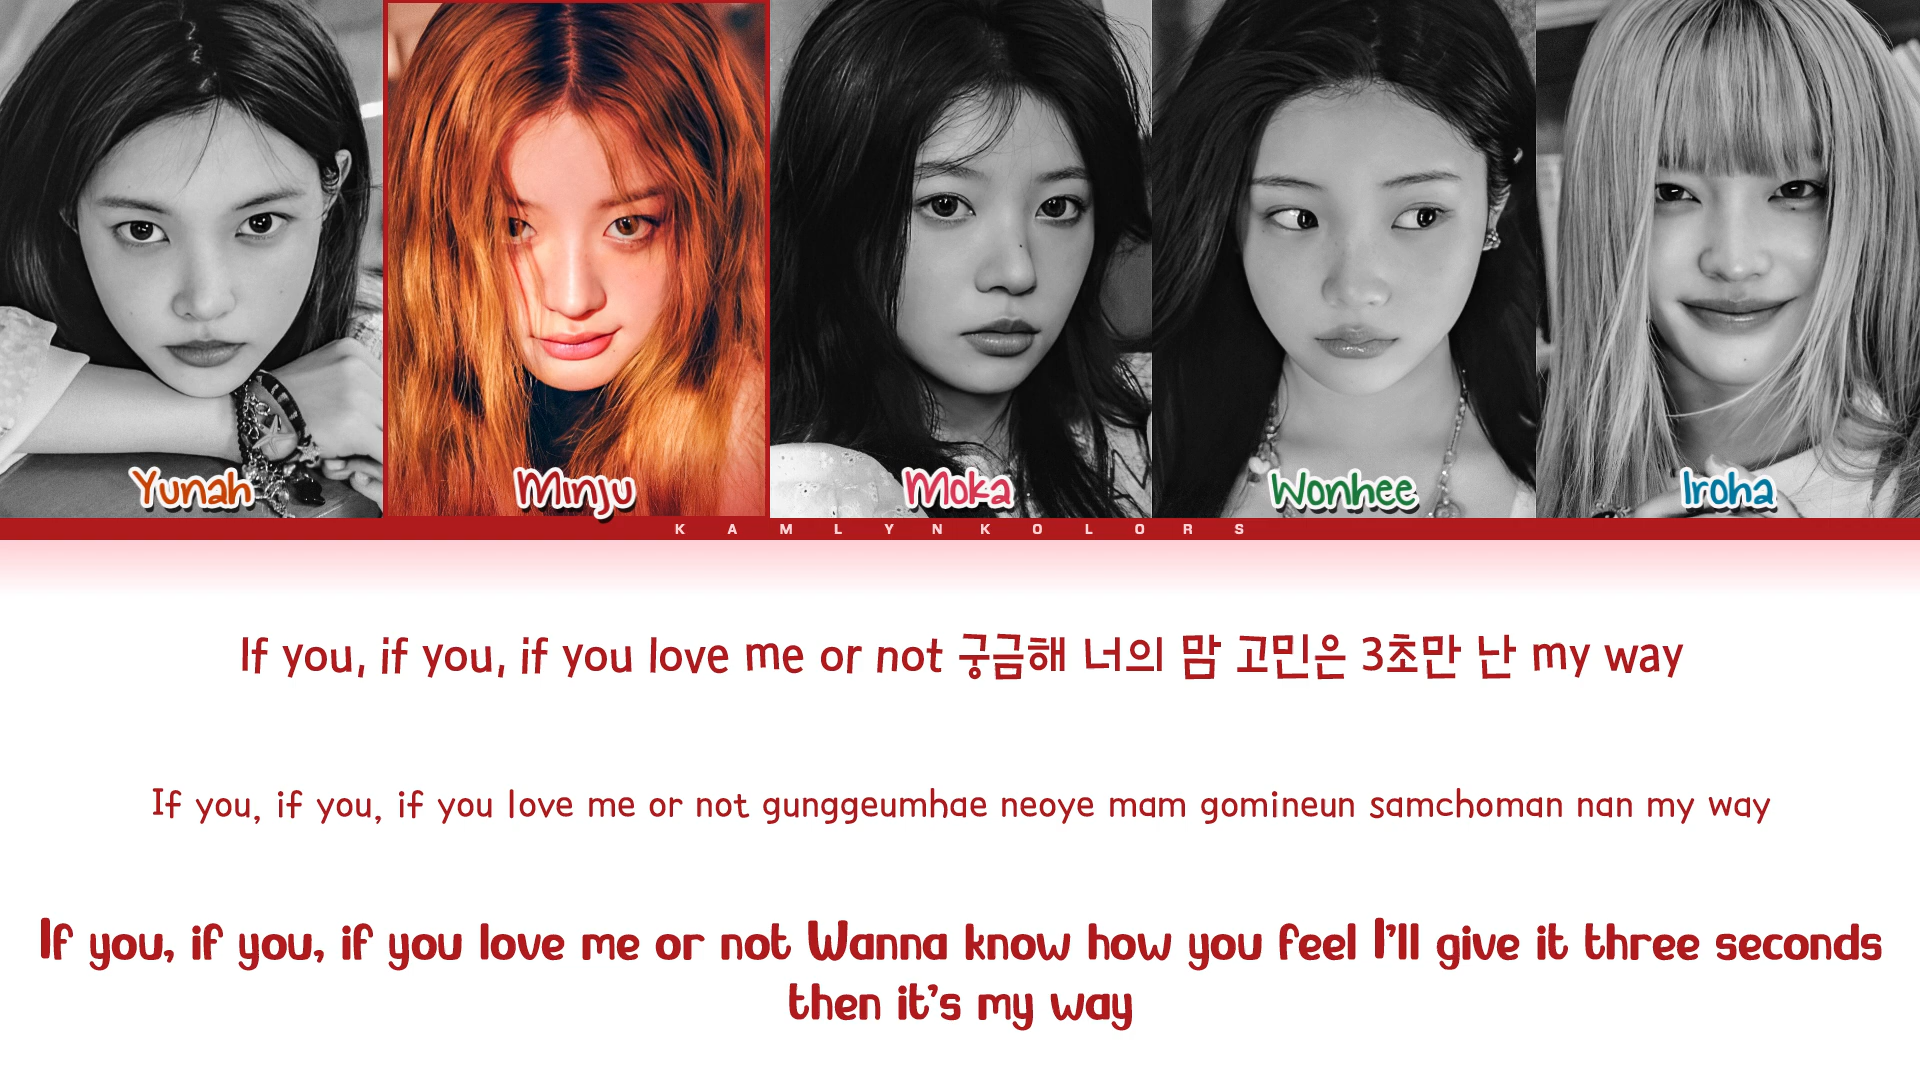 Yunah
Minju
Moka
Wonhee
Iroha
KAMLYNKOLORS
If you, if you, if you love me or not 궁금해 너의 맘 고민은 3초만 난 my way
If you, if you, if you love me or not gunggeumhae neoye mam gomineun samchoman nan my way
If you, if you, if you love me or not Wanna know how you feel I'll give it three seconds
then it's my way